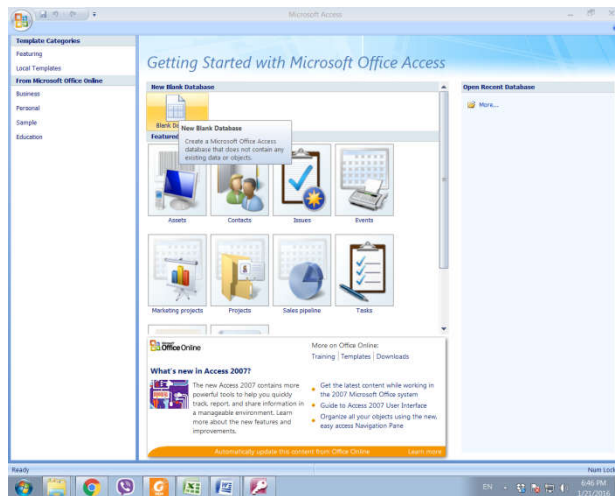 Microsoft Access
Template Categories
Featuring
Local Templates
From Microsoft Office Online
Business
Personal
Sample
Education
Getting Started with Microsoft Office Access
New Blank Database
Blank D
New Blank Database
Create a Microsoft Office Access
database that does not contain any
existing data or objects.
Featured
Assets
Contacts
Issues
Events
Marketing projects
Projects
Sales pipeline
Tasks
Microsoft
Office Online
More on Office Online:
Training | Templates | Downloads
What's new in Access 2007?
The new Access 2007 contains more
powerful tools to help you quickly
track, report, and share information in
a manageable environment. Learn
more about the new features and
improvements.
Get the latest content while working in
the 2007 Microsoft Office system
Guide to Access 2007 User Interface
Organize all your objects using the new,
easy access Navigation Pane
Automatically update this content from Office Online
Learn more
Open Recent Database
More...
Ready
Num Lock
EN
6:46 PM
1/21/2016